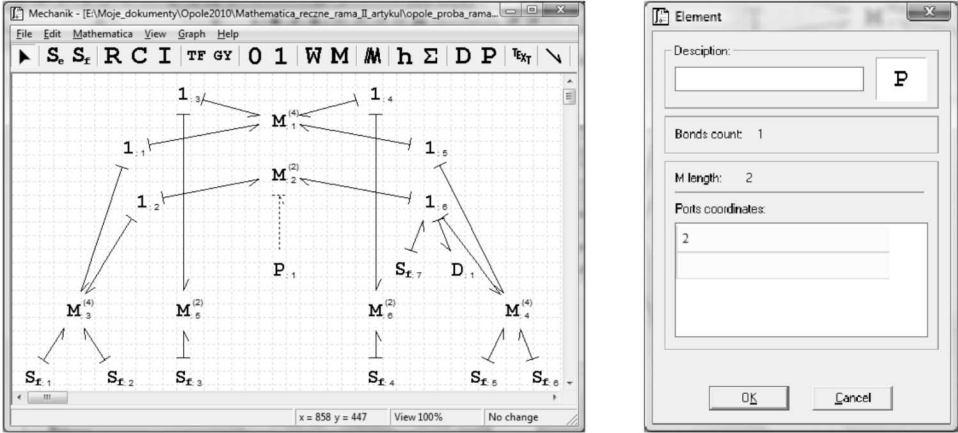 Mechanik - [E:\Moje_dokumenty\Opole2010\Mathematica_reczne_rama_II_artykul\opole_proba_rama...
File Edit Mathematica View Graph Help
Se Sf R C I TF GY 0 1 W M h Σ D P TEXT
1:3 1:4
M(4):1
1:1 1:5
M(2):2
1:2 1:6
P:1 Sf:7 D:1
M(4):3 M(2):5 M(2):6 M(4):4
Sf:1 Sf:2 Sf:3 Sf:4 Sf:5 Sf:6
x = 858 y = 447 View 100% No change
Element
Desciption:
P
Bonds count: 1
M length: 2
Ports coordinates:
2
OK Cancel